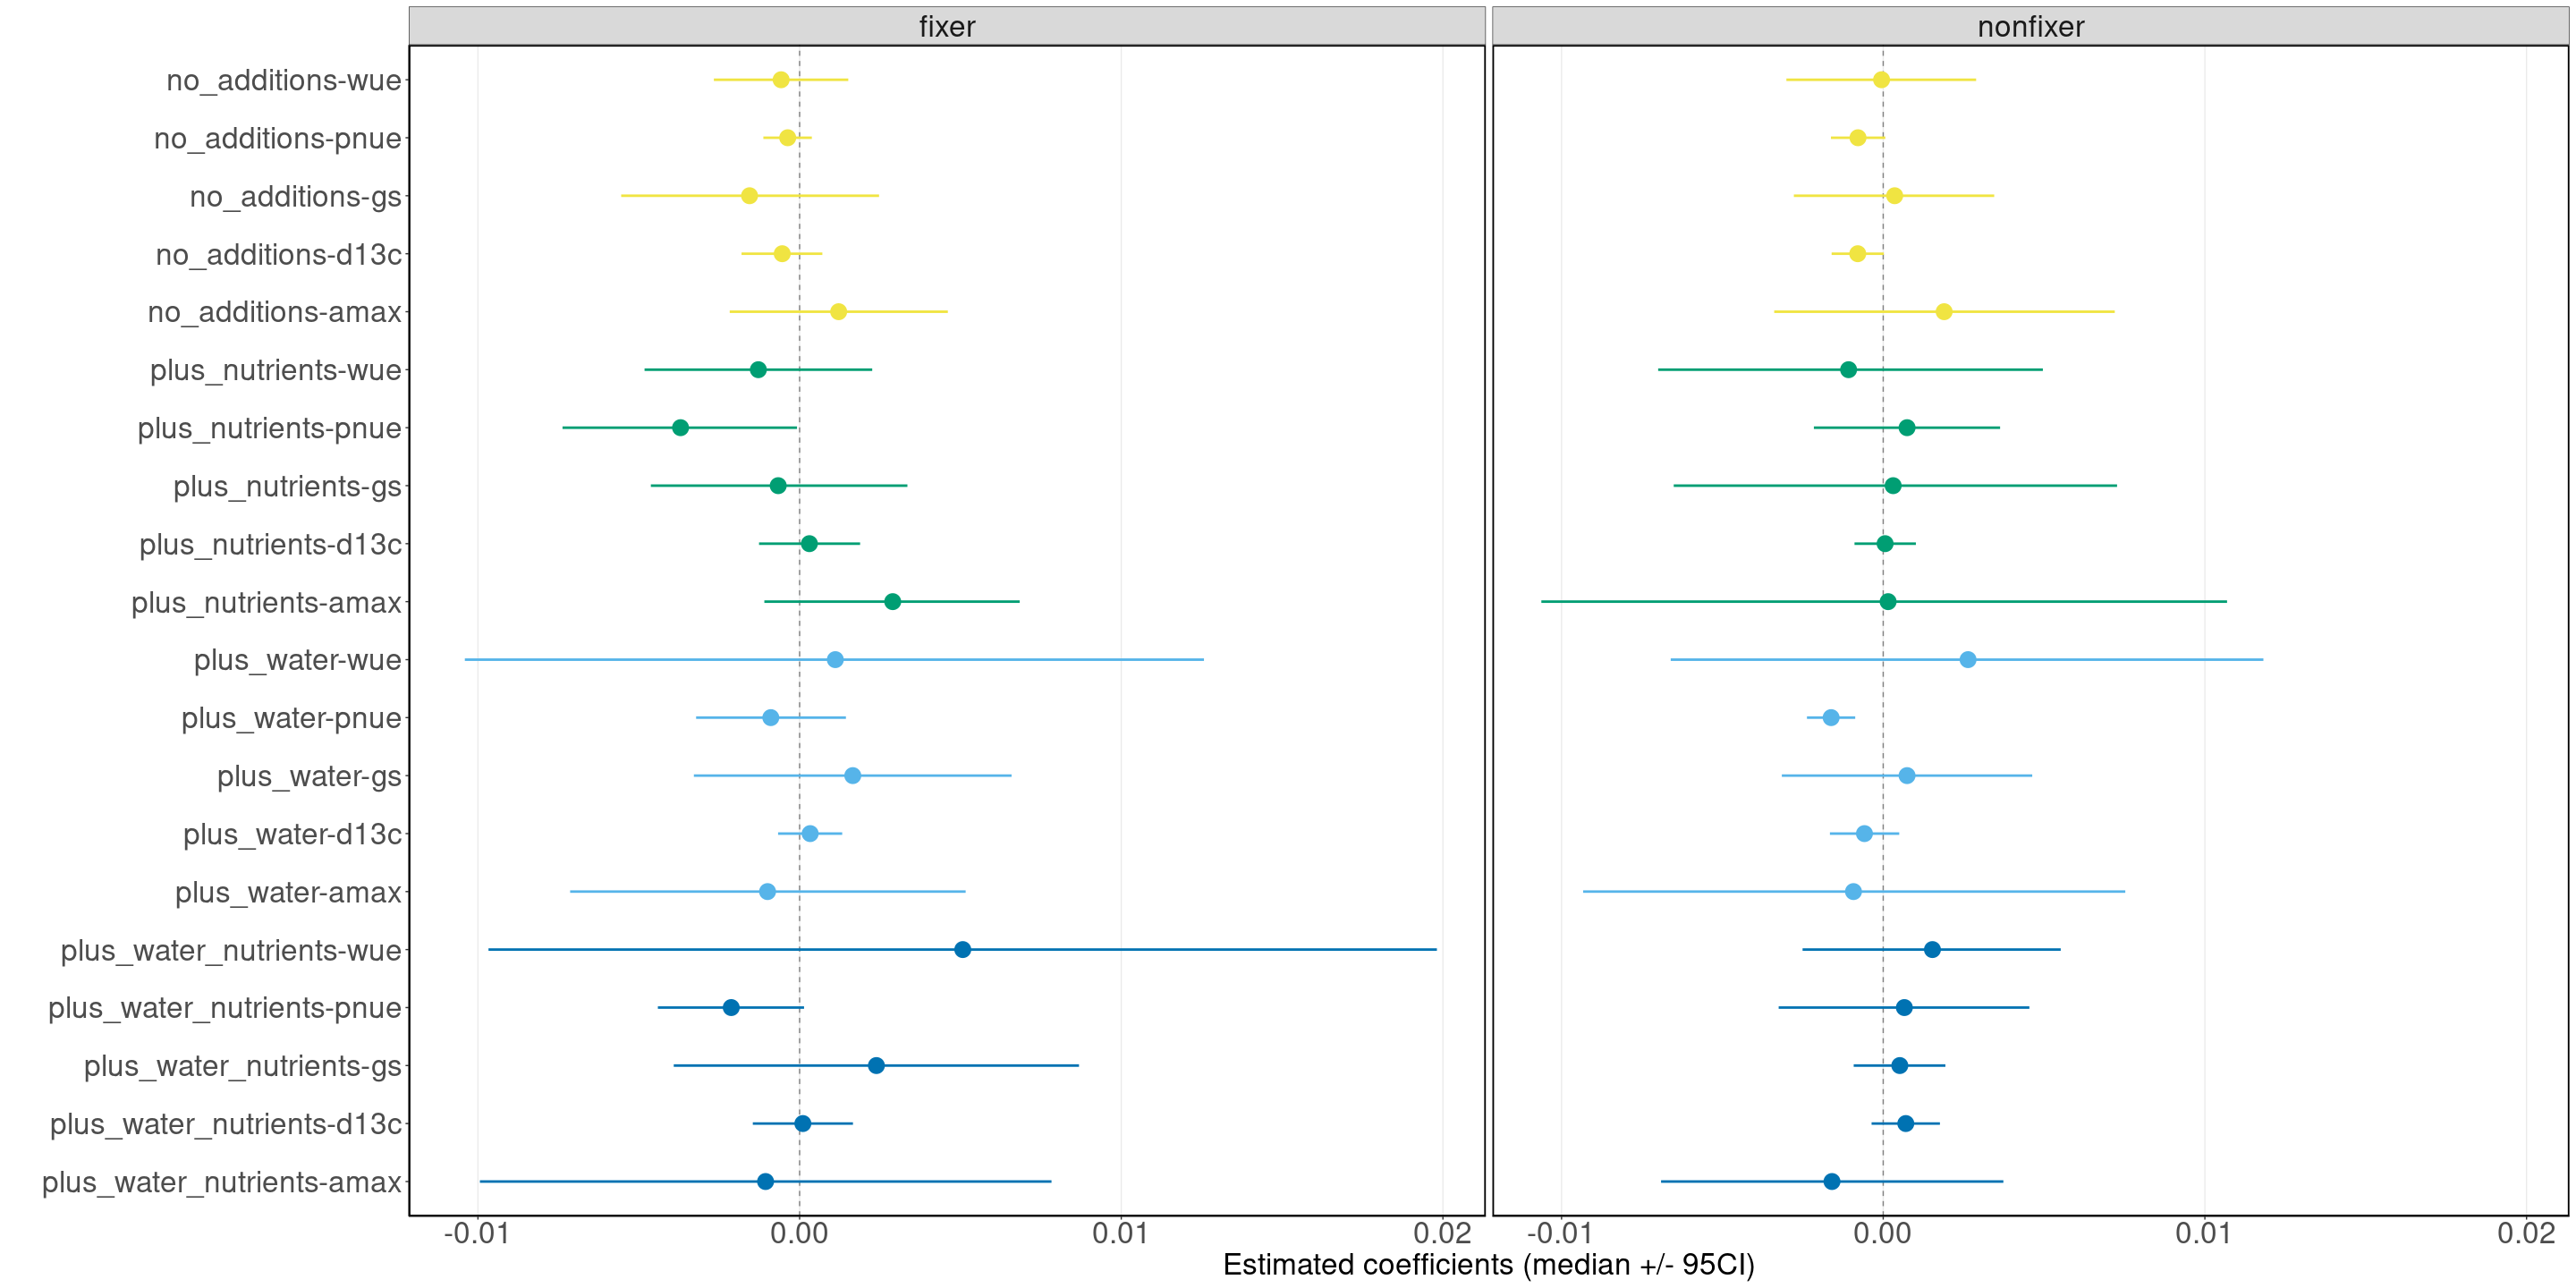 fixer
nonfixer
no_additions-wue
no_additions-pnue
no_additions-gs
no_additions-d13c
no_additions-amax
plus_nutrients-wue
plus_nutrients-pnue
plus_nutrients-gs
plus_nutrients-d13c
plus_nutrients-amax
plus_water-wue
plus_water-pnue
plus_water-gs
plus_water-d13c
plus_water-amax
plus_water_nutrients-wue
plus_water_nutrients-pnue
plus_water_nutrients-gs
plus_water_nutrients-d13c
plus_water_nutrients-amax
-0.01 0.00 0.01 0.02 -0.01 0.00 0.01 0.02
Estimated coefficients (median +/- 95CI)